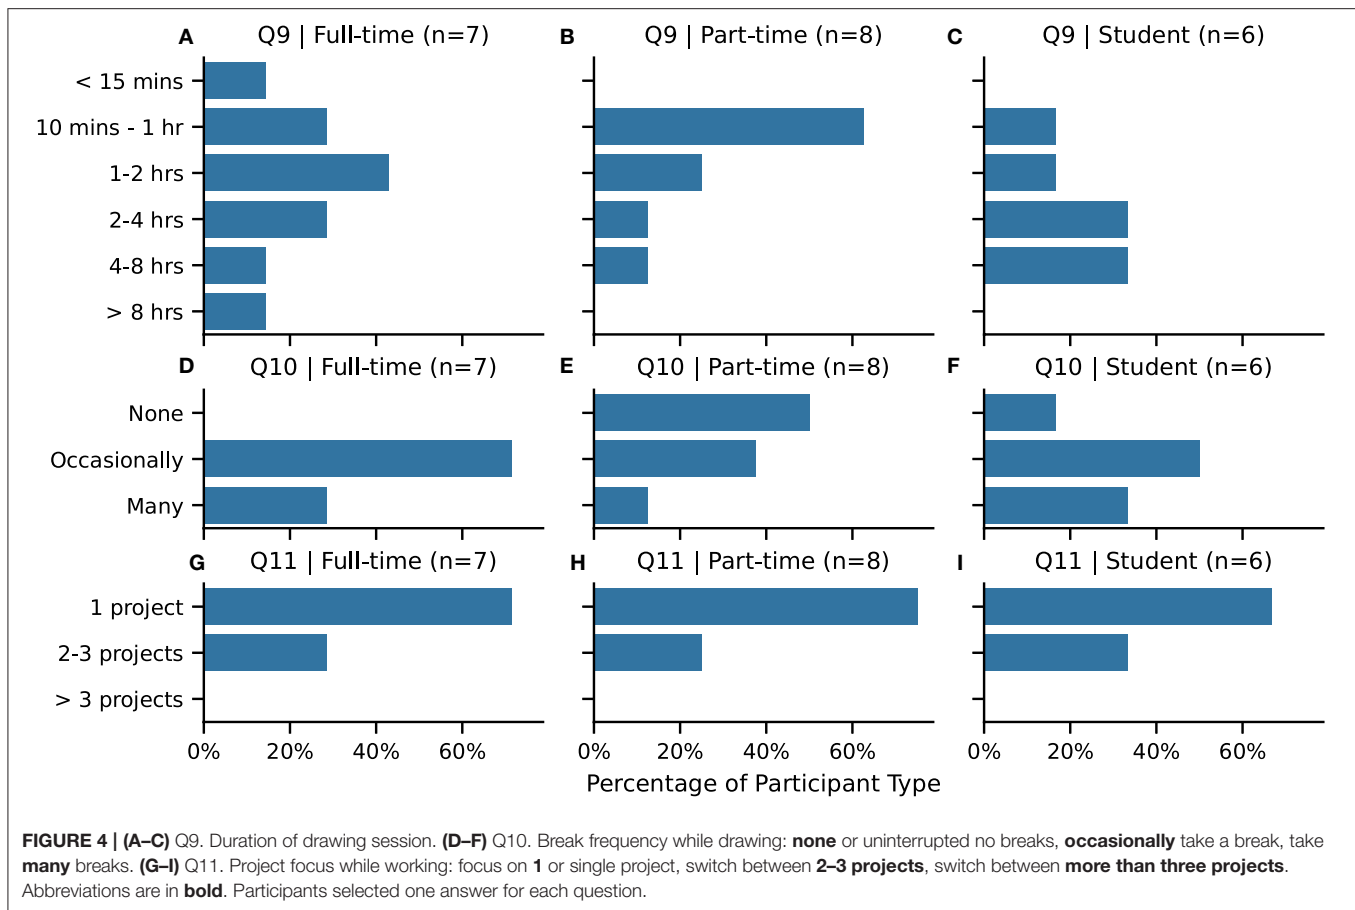 A Q9 | Full-time (n=7) B Q9 | Part-time (n=8) C Q9 | Student (n=6)
< 15 mins
10 mins - 1 hr
1-2 hrs
2-4 hrs
4-8 hrs
> 8 hrs
D Q10 | Full-time (n=7) E Q10 | Part-time (n=8) F Q10 | Student (n=6)
None
Occasionally
Many
G Q11 | Full-time (n=7) H Q11 | Part-time (n=8) I Q11 | Student (n=6)
1 project
2-3 projects
> 3 projects
0% 20% 40% 60% 0% 20% 40% 60% 0% 20% 40% 60%
Percentage of Participant Type
FIGURE 4 | (A–C) Q9. Duration of drawing session. (D–F) Q10. Break frequency while drawing: none or uninterrupted no breaks, occasionally take a break, take
many breaks. (G–I) Q11. Project focus while working: focus on 1 or single project, switch between 2–3 projects, switch between more than three projects.
Abbreviations are in bold. Participants selected one answer for each question.